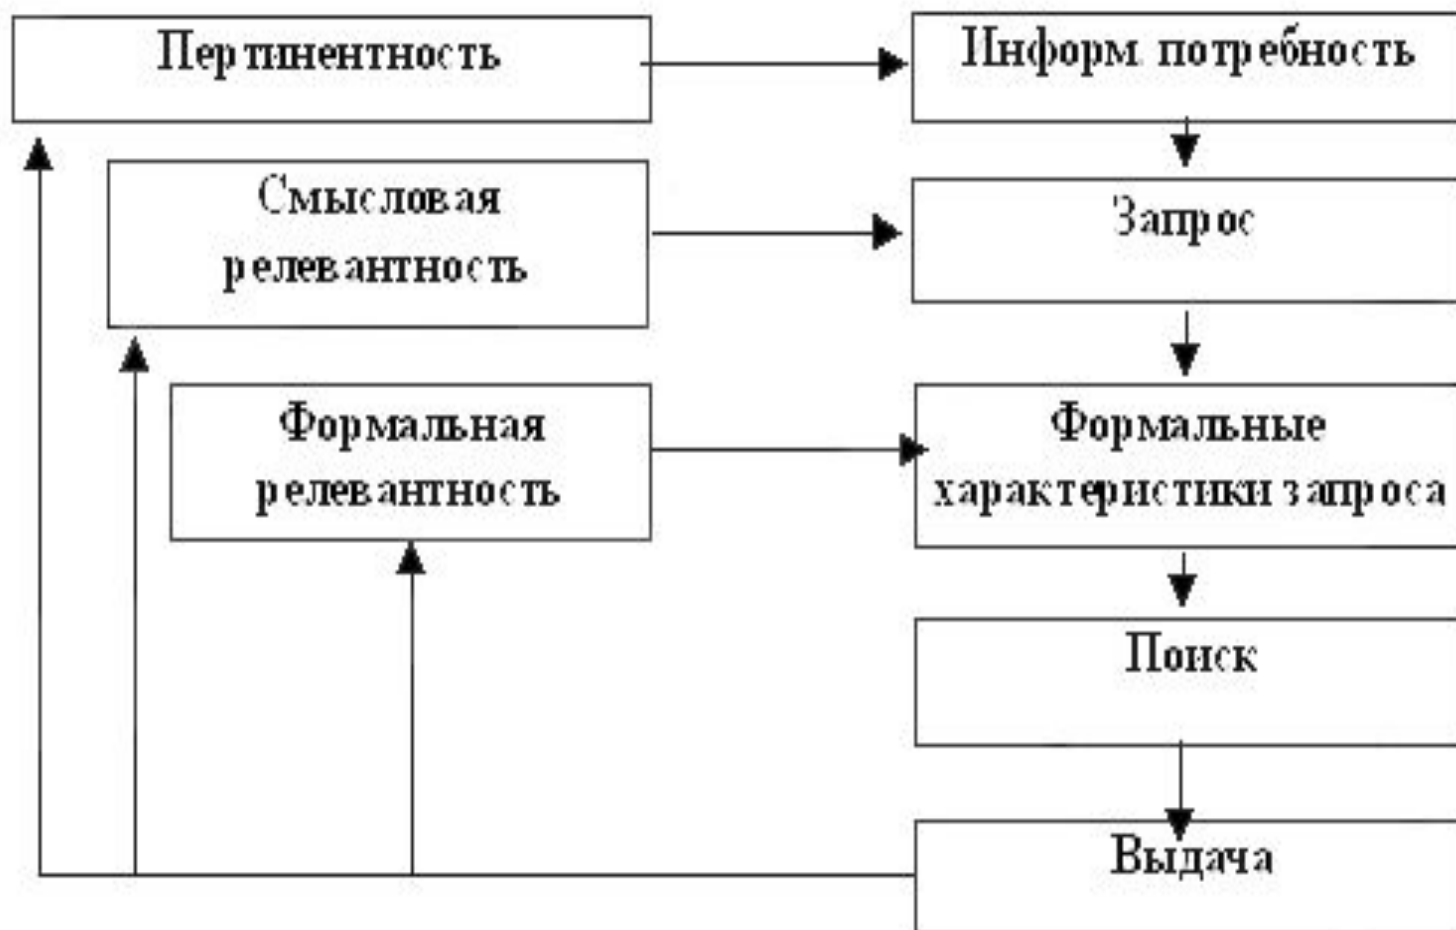 Пертинентность
Информ. потребность
Смысловая
релевантность
Запрос
Формальная
релевантность
Формальные
характеристики запроса
Поиск
Выдача